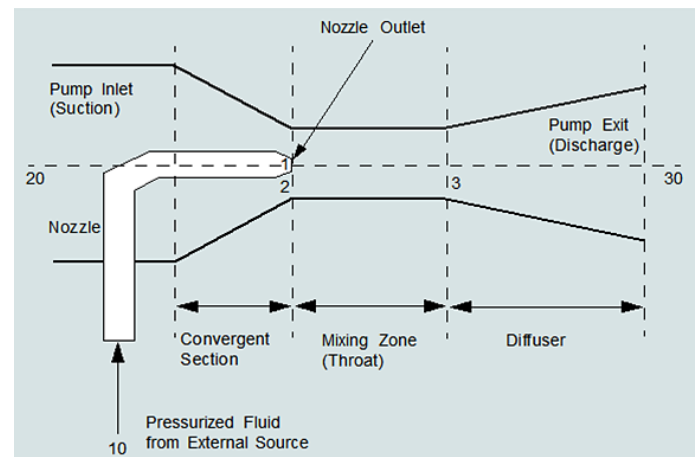 Nozzle Outlet
Pump Inlet
(Suction)
Pump Exit
(Discharge)
1
20
2
3
30
Nozzle
Convergent
Section
Mixing Zone
(Throat)
Diffuser
Pressurized Fluid
from External Source
10